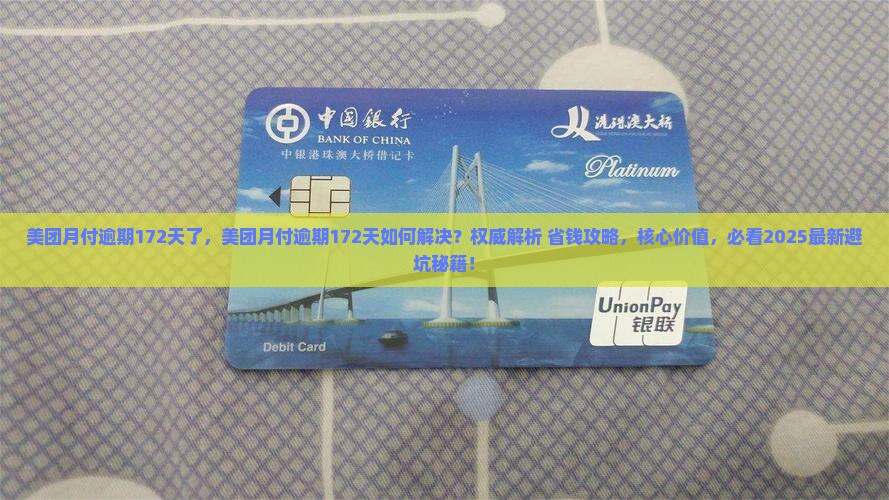 中国銀行
BANK OF CHINA
中银港珠澳大桥借记卡
港珠澳大桥
Platinum
美团月付逾期172天了，美团月付逾期172天如何解决？权威解析 省钱攻略，核心价值，必看2025最新避
坑秘籍！
UnionPay
银联
Debit Card